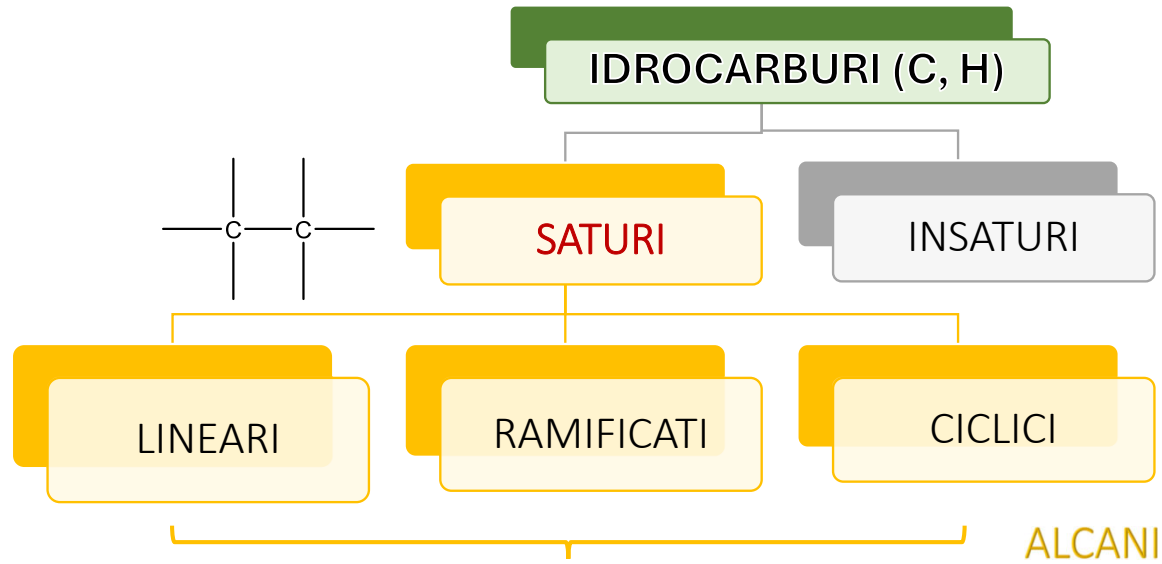 IDROCARBURI (C, H)
SATURI
INSATURI
C C
LINEARI
RAMIFICATI
CICLICI
ALCANI